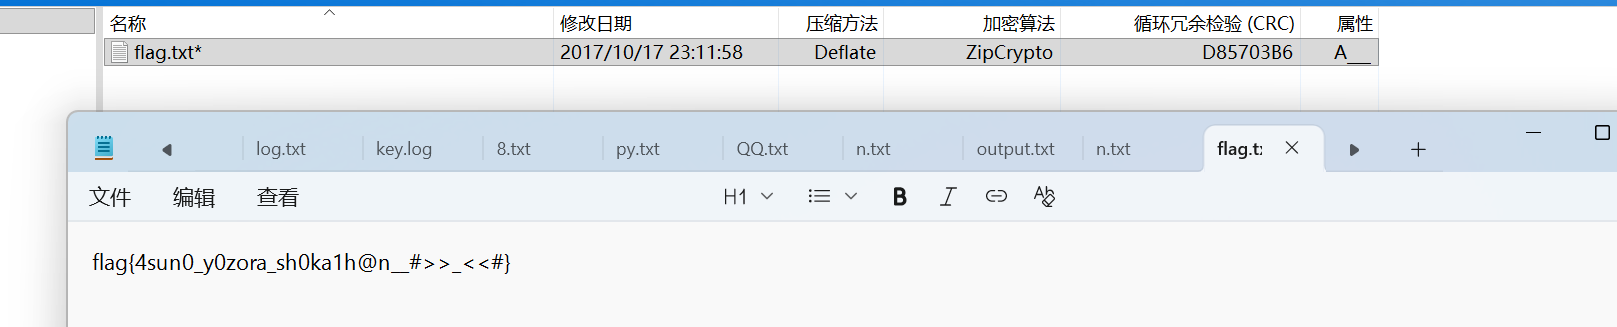 名称 修改日期 压缩方法 加密算法 循环冗余检验 (CRC) 属性
flag.txt* 2017/10/17 23:11:58 Deflate ZipCrypto D85703B6 A__
log.txt key.log 8.txt py.txt QQ.txt n.txt output.txt n.txt flag.t
文件 编辑 查看 H1 B I A
flag{4sun0_y0zora_sh0ka1h@n__#>>_<<#}